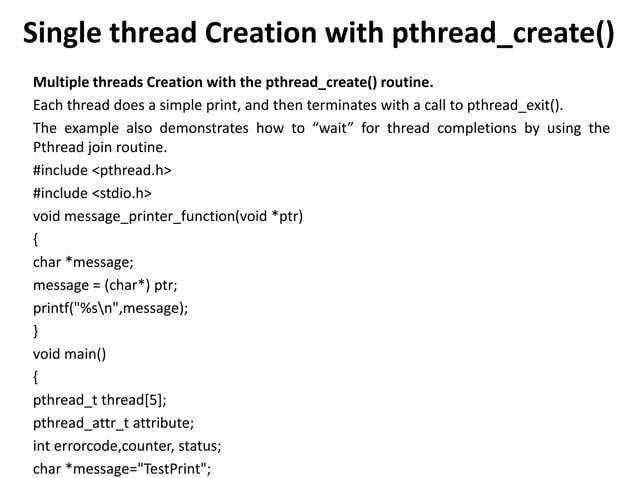 Single thread Creation with pthread_create()
Multiple threads Creation with the pthread_create() routine.
Each thread does a simple print, and then terminates with a call to pthread_exit().
The example also demonstrates how to “wait” for thread completions by using the
Pthread join routine.
#include <pthread.h>
#include <stdio.h>
void message_printer_function(void *ptr)
{
char *message;
message = (char*) ptr;
printf("%s\n",message);
}
void main()
{
pthread_t thread[5];
pthread_attr_t attribute;
int errorcode,counter, status;
char *message="TestPrint";